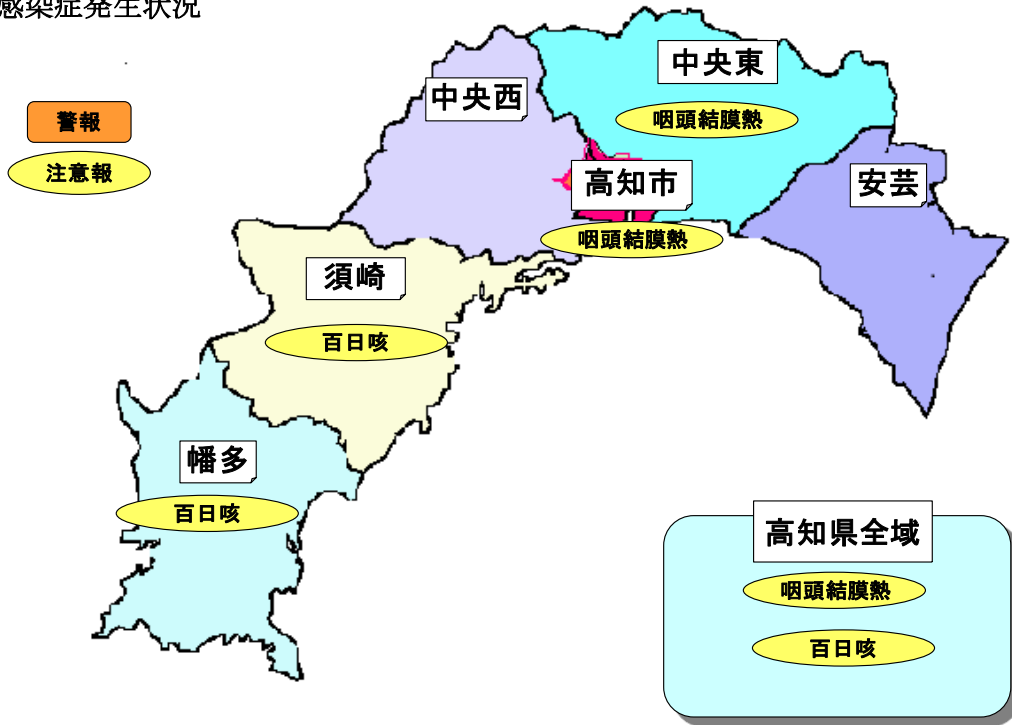 感染症発生状況
警報
注意報
中央東
咽頭結膜熱
中央西
高知市
咽頭結膜熱
安芸
須崎
百日咳
幡多
百日咳
高知県全域
咽頭結膜熱
百日咳